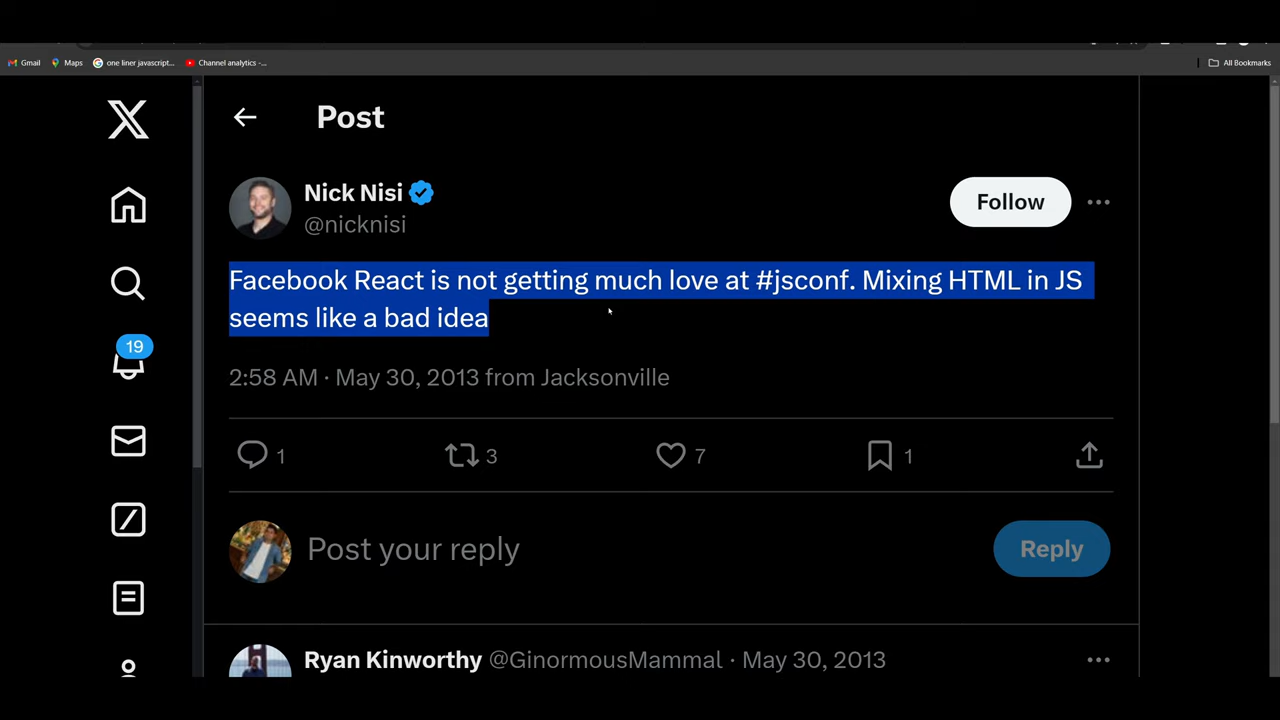 Gmail Maps one liner javascript... Channel analytics -... All Bookmarks
Post
Nick Nisi
@nicknisi
Follow
Facebook React is not getting much love at #jsconf. Mixing HTML in JS
seems like a bad idea
2:58 AM · May 30, 2013 from Jacksonville
1 3 7 1
19
Post your reply
Reply
Ryan Kinworthy @GinormousMammal · May 30, 2013